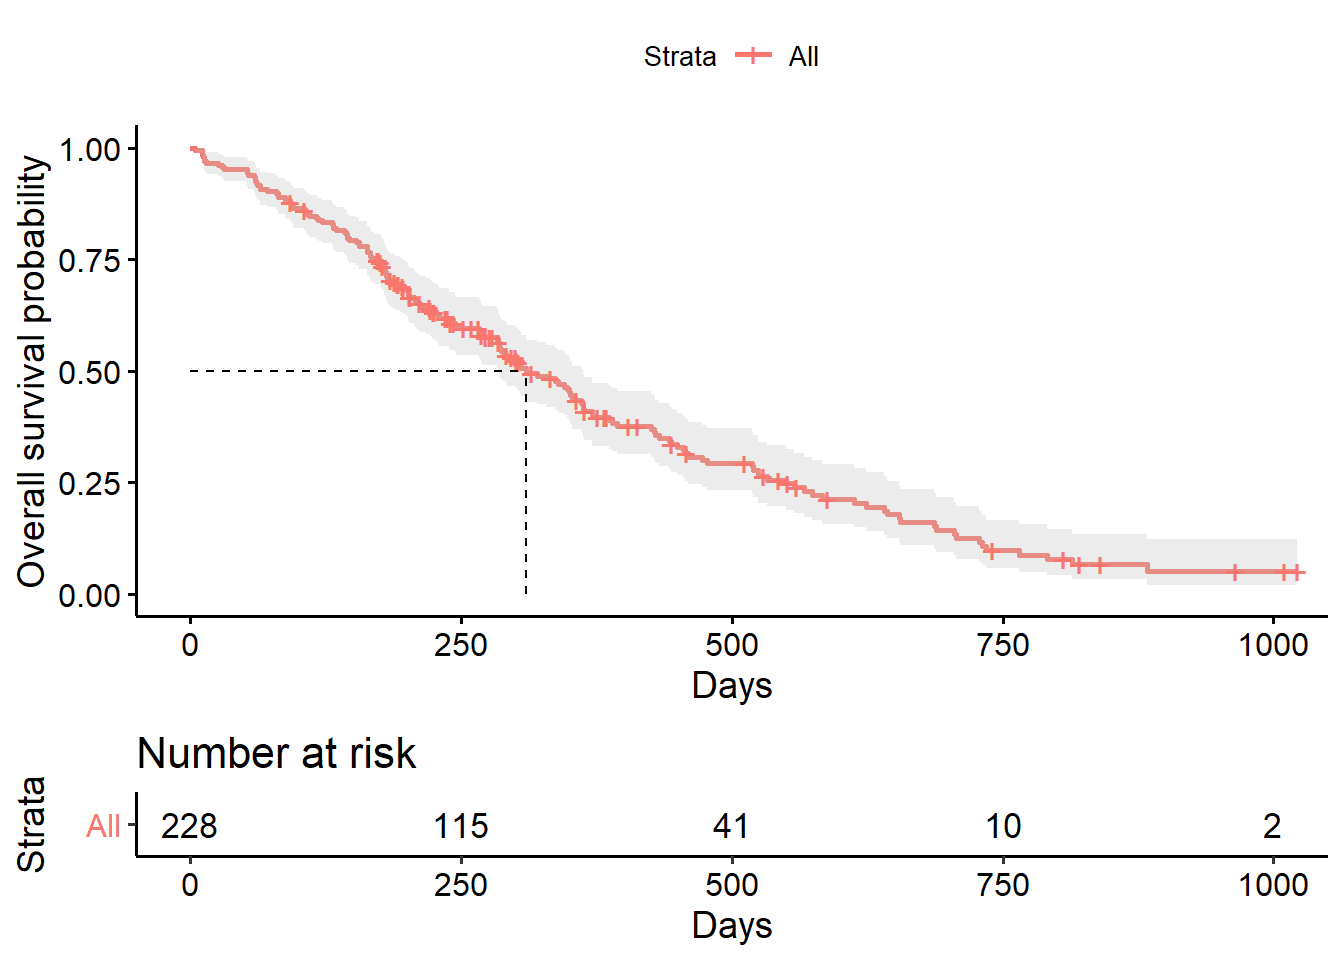 Strata All
Overall survival probability
1.00
0.75
0.50
0.25
0.00
0 250 500 750 1000
Days
Number at risk
Strata
All 228 115 41 10 2
0 250 500 750 1000
Days